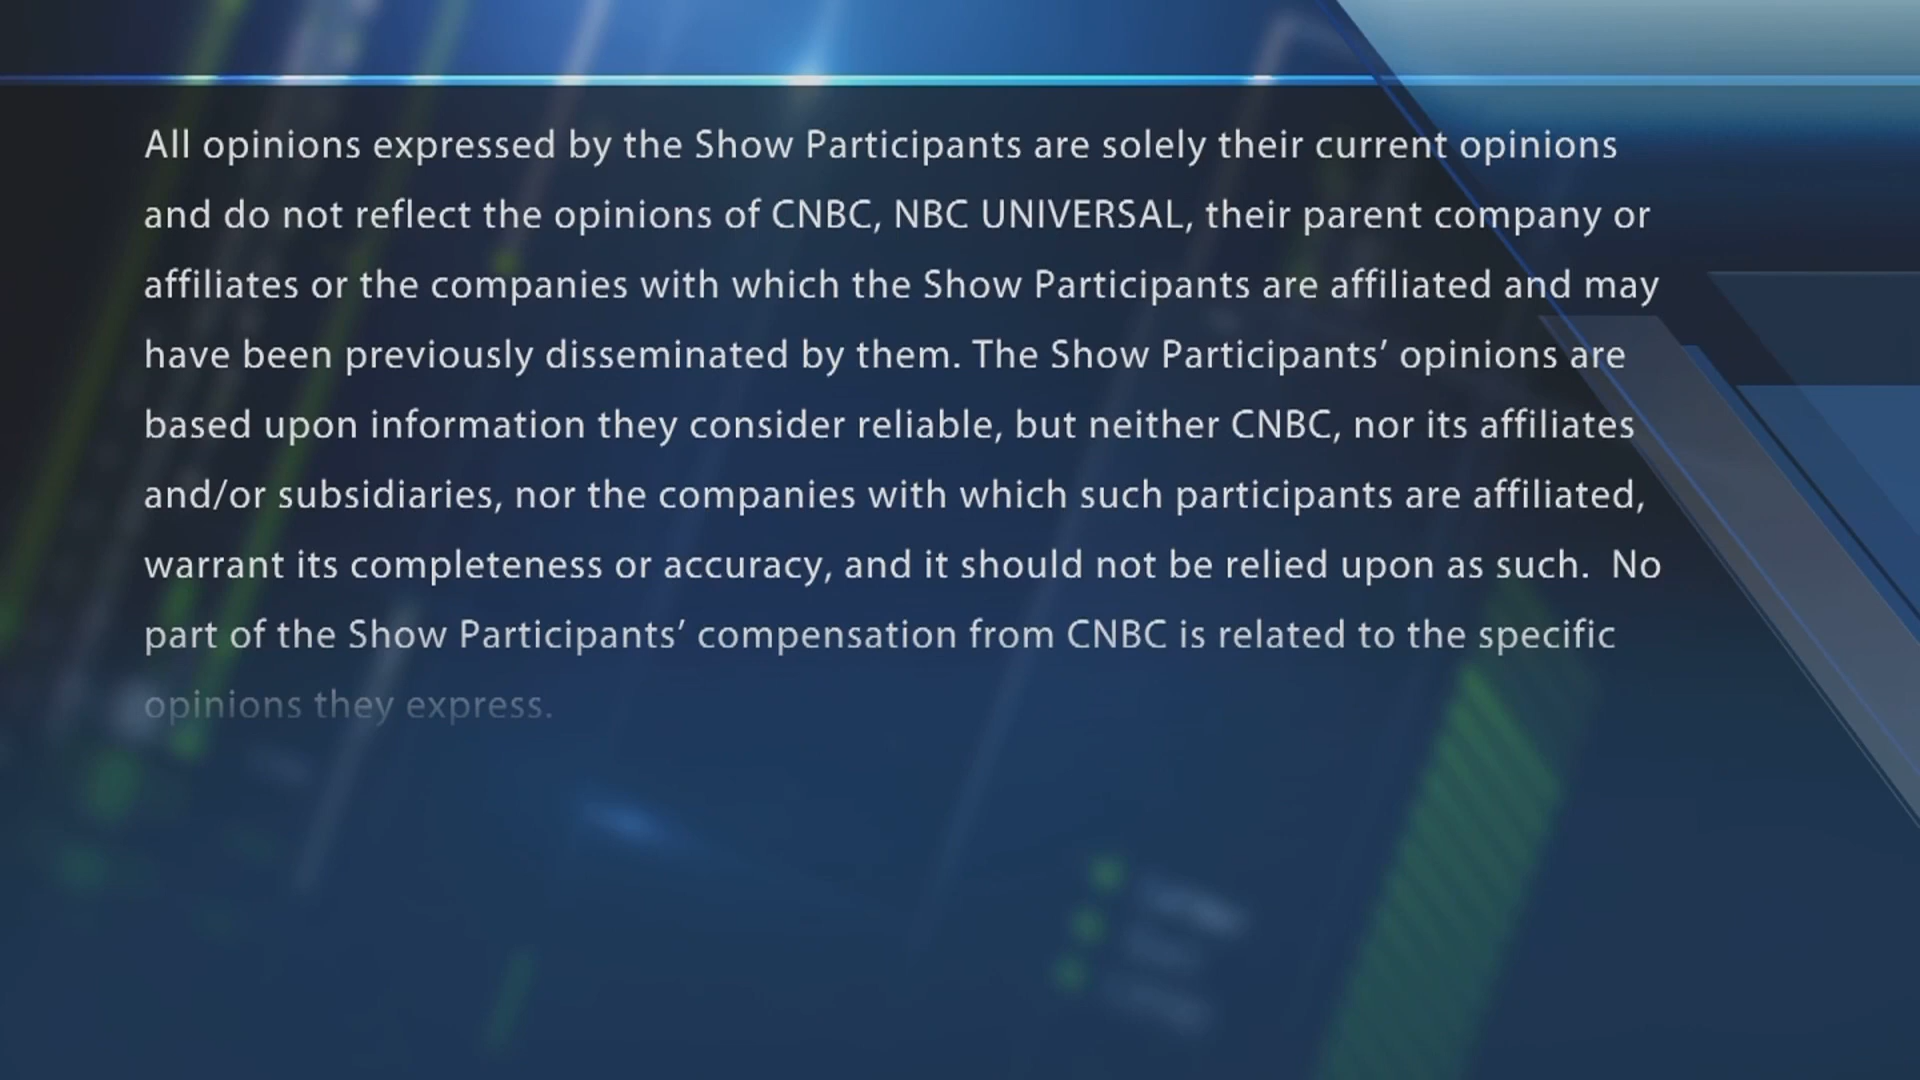 All opinions expressed by the Show Participants are solely their current opinions
and do not reflect the opinions of CNBC, NBC UNIVERSAL, their parent company or
affiliates or the companies with which the Show Participants are affiliated and may
have been previously disseminated by them. The Show Participants’ opinions are
based upon information they consider reliable, but neither CNBC, nor its affiliates
and/or subsidiaries, nor the companies with which such participants are affiliated,
warrant its completeness or accuracy, and it should not be relied upon as such.  No
part of the Show Participants’ compensation from CNBC is related to the specific
opinions they express.